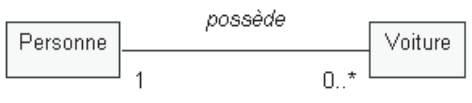 possède
Personne
Voiture
1
0..*